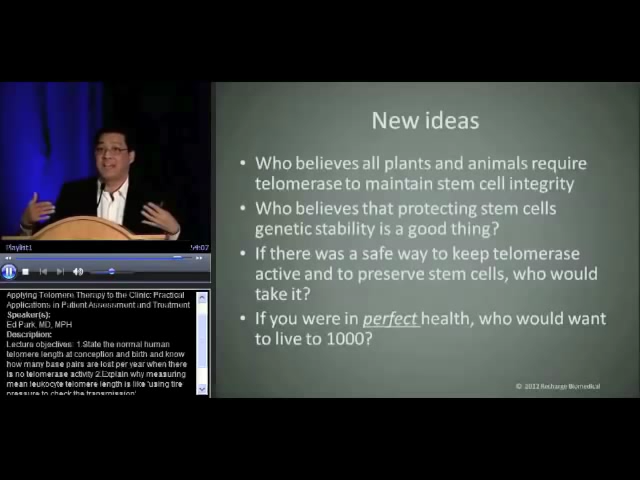 New ideas
• Who believes all plants and animals require
telomerase to maintain stem cell integrity
• Who believes that protecting stem cells
genetic stability is a good thing?
• If there was a safe way to keep telomerase
active and to preserve stem cells, who would
take it?
• If you were in perfect health, who would want
to live to 1000?
© 2011 Recharge Biomedical
Playlist1
54:02
Applying Telomere Therapy to the Clinic: Practical
Applications in Patient Assessment and Treatment
Speaker(s):
Ed Park, MD, MPH
Description:
Lecture objectives: 1.State the normal human
telomere length at conception and birth and know
how many base pairs are lost per year when there
is no telomerase activity 2.Explain why measuring
mean leukocyte telomere length is like 'using tire
pressure to check the transmission'